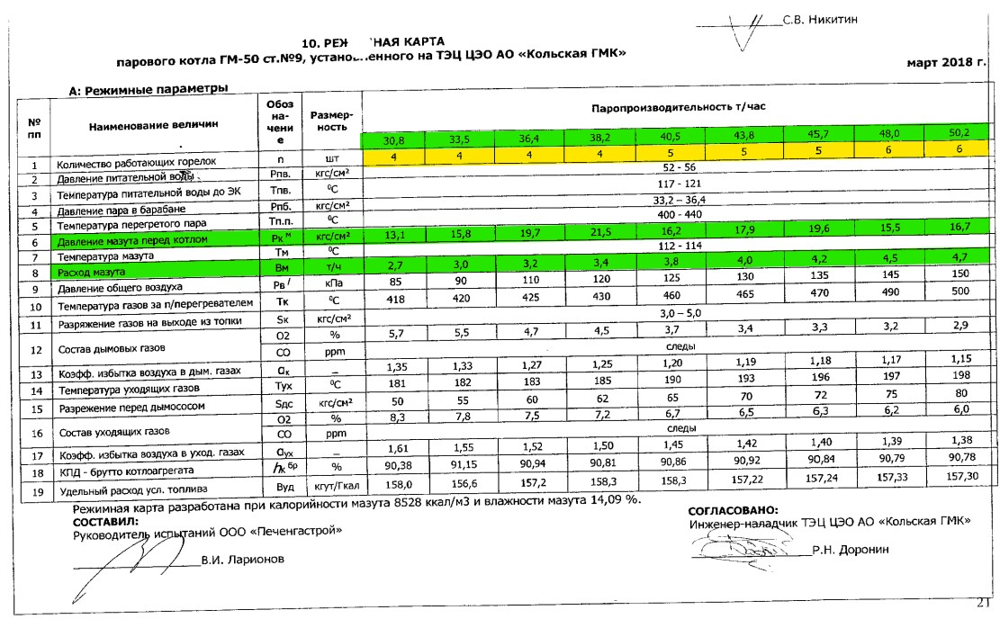 С.В. Никитин
10. РЕЖ НАЯ КАРТА
парового котла ГМ-50 ст.№9, устано...енного на ТЭЦ ЦЭО АО «Кольская ГМК»
март 2018 г.
А: Режимные параметры
№ пп Наименование величин Обозначение Размерность Паропроизводительность т/час
30,8 33,5 36,4 38,2 40,5 43,8 45,7 48,0 50,2
1 Количество работающих горелок n шт 4 4 4 4 5 5 5 6 6
2 Давление питательной воды Рпв. кгс/см² 52 - 56
3 Температура питательной воды до ЭК Тпв. ⁰С 117 - 121
4 Давление пара в барабане Рпб. кгс/см² 33,2 – 36,4
5 Температура перегретого пара Тп.п. ⁰С 400 - 440
6 Давление мазута перед котлом Рк м кгс/см² 13,1 15,8 19,7 21,5 16,2 17,9 19,6 15,5 16,7
7 Температура мазута Тм ⁰С 112 - 114
8 Расход мазута Вм т/ч 2,7 3,0 3,2 3,4 3,8 4,0 4,2 4,5 4,7
9 Давление общего воздуха Рв / кПа 85 90 110 120 125 130 135 145 150
10 Температура газов за п/перегревателем Тк ⁰С 418 420 425 430 460 465 470 490 500
11 Разряжение газов на выходе из топки Sк кгс/см² 3,0 – 5,0
12 Состав дымовых газов О2 % 5,7 5,5 4,7 4,5 3,7 3,4 3,3 3,2 2,9
СО ppm следы
13 Коэфф. избытка воздуха в дым. газах αк – 1,35 1,33 1,27 1,25 1,20 1,19 1,18 1,17 1,15
14 Температура уходящих газов Тух ⁰С 181 182 183 185 190 193 196 197 198
15 Разрежение перед дымососом Sдс кгс/см² 50 55 60 62 65 70 72 75 80
16 Состав уходящих газов О2 % 8,3 7,8 7,5 7,2 6,7 6,5 6,3 6,2 6,0
СО ppm следы
17 Коэфф. избытка воздуха в уход. газах αух – 1,61 1,55 1,52 1,50 1,45 1,42 1,40 1,39 1,38
18 КПД - брутто котлоагрегата hк бр % 90,38 91,15 90,94 90,81 90,86 90,92 90,84 90,79 90,78
19 Удельный расход усл. топлива Вуд кгут/Гкал 158,0 156,6 157,2 158,3 158,3 157,22 157,24 157,33 157,30
Режимная карта разработана при калорийности мазута 8528 ккал/м3 и влажности мазута 14,09 %.
СОСТАВИЛ:
Руководитель испытаний ООО «Печенгастрой»
В.И. Ларионов
СОГЛАСОВАНО:
Инженер-наладчик ТЭЦ ЦЭО АО «Кольская ГМК»
Р.Н. Доронин
21